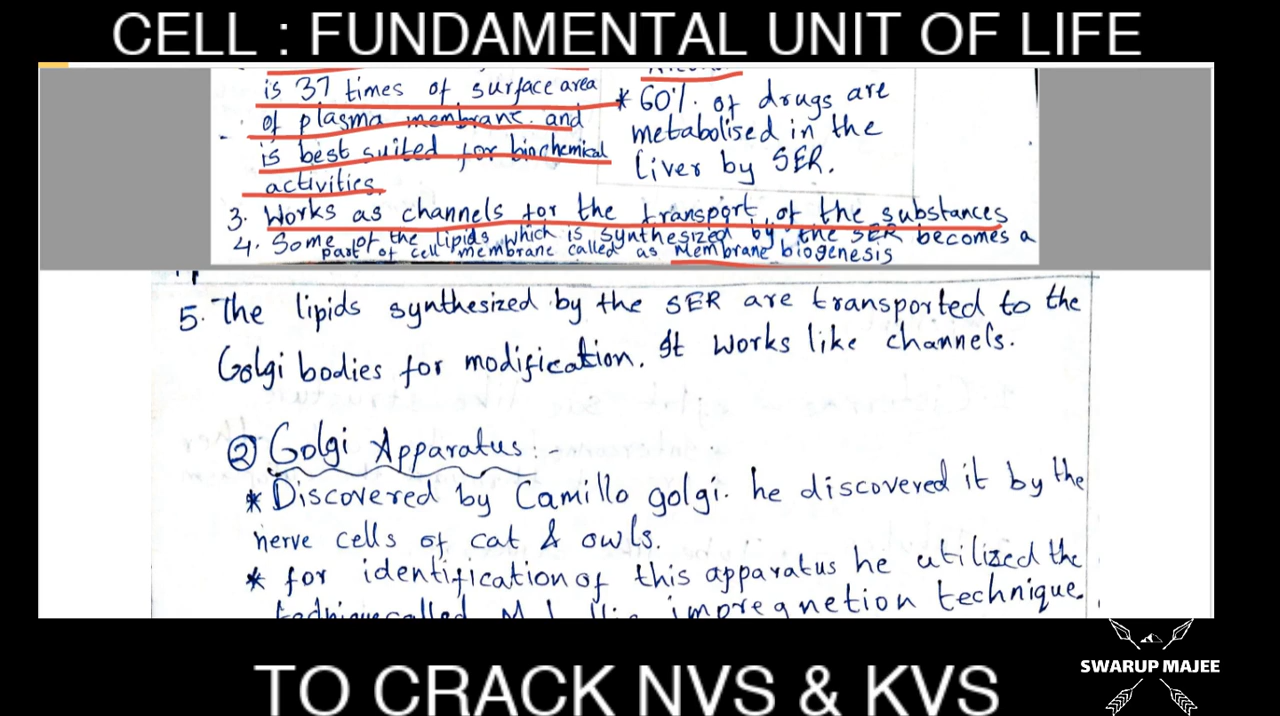 CELL : FUNDAMENTAL UNIT OF LIFE
is 37 times of surface area
of plasma membrane and
is best suited for biochemical
activities.
* 60% of drugs are
metabolised in the
liver by SER.
3. Works as channels for the transport of the substances
4. Some of the lipids which is synthesized by the SER becomes a
part of cell membrane called as Membrane biogenesis
5. The lipids synthesized by the SER are transported to the
Golgi bodies for modification. It works like channels.
② Golgi Apparatus :-
* Discovered by Camillo golgi. he discovered it by the
nerve cells of cat & owls.
* for identification of this apparatus he utilized the
impregnetion technique.
TO CRACK NVS & KVS
SWARUP MAJEE